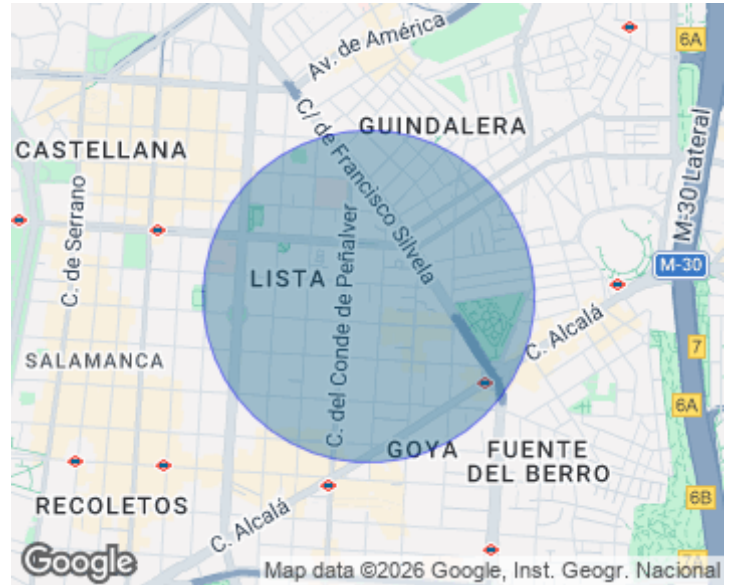 Av. de América
6A
C/ de Francisco Silvela
GUINDALERA
CASTELLANA
M-30 Lateral
C. de Serrano
C. del Conde de Peñalver
M-30
LISTA
C. Alcalá
7
SALAMANCA
6A
GOYA
FUENTE
DEL BERRO
RECOLETOS
6B
C. Alcalá
7A
Google
Map data ©2026 Google, Inst. Geogr. Nacional